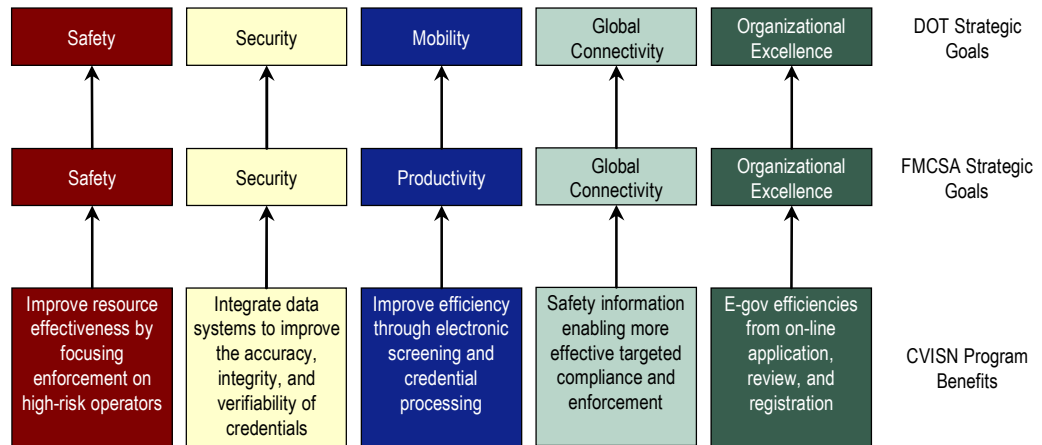 Safety
Security
Mobility
Global
Connectivity
Organizational
Excellence
DOT Strategic
Goals
Safety
Security
Productivity
Global
Connectivity
Organizational
Excellence
FMCSA Strategic
Goals
Improve resource
effectiveness by
focusing
enforcement on
high-risk operators
Integrate data
systems to improve
the accuracy,
integrity, and
verifiability of
credentials
Improve efficiency
through electronic
screening and
credential
processing
Safety information
enabling more
effective targeted
compliance and
enforcement
E-gov efficiencies
from on-line
application,
review, and
registration
CVISN Program
Benefits